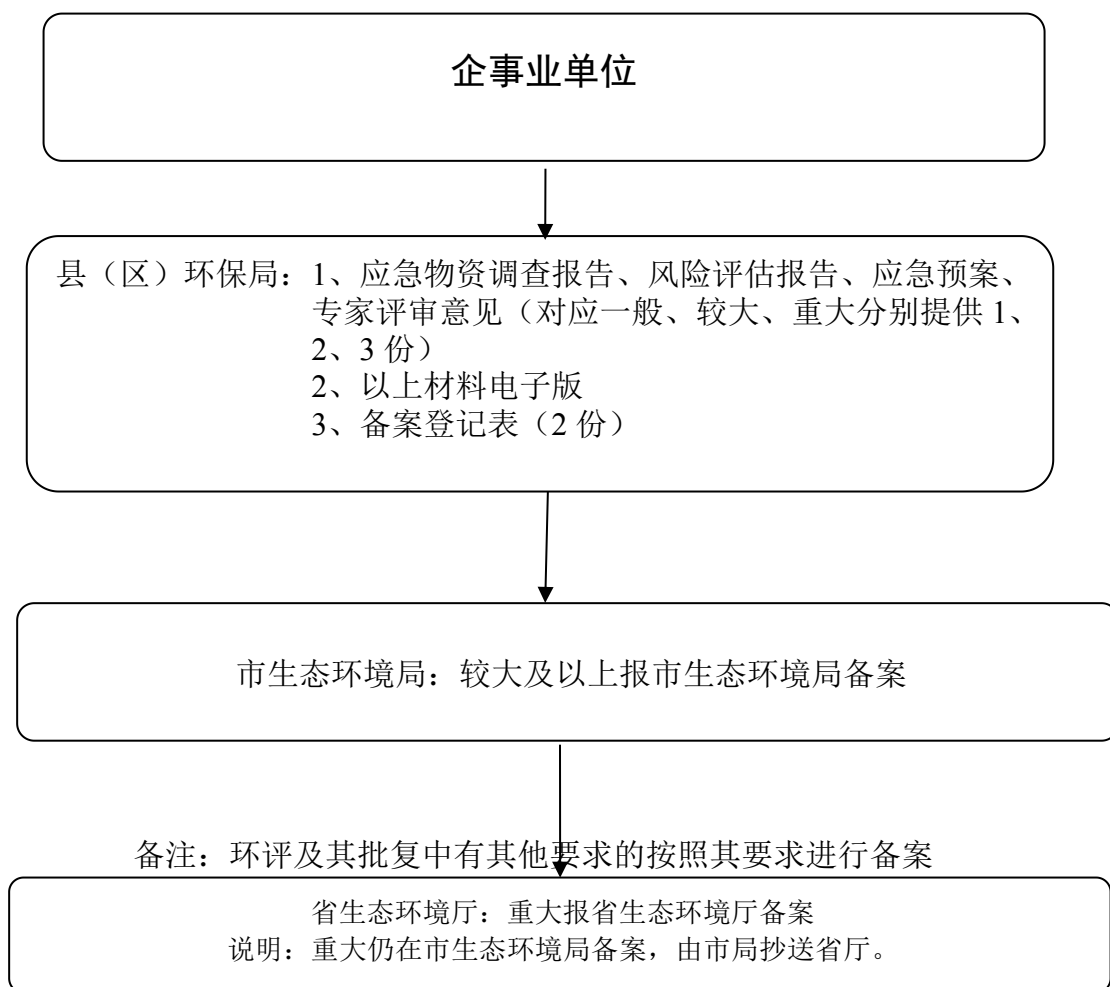 企事业单位
县（区）环保局：1、应急物资调查报告、风险评估报告、应急预案、
专家评审意见（对应一般、较大、重大分别提供 1、
2、3 份）
2、以上材料电子版
3、备案登记表（2 份）
市生态环境局：较大及以上报市生态环境局备案
备注：环评及其批复中有其他要求的按照其要求进行备案
省生态环境厅：重大报省生态环境厅备案
说明：重大仍在市生态环境局备案，由市局抄送省厅。